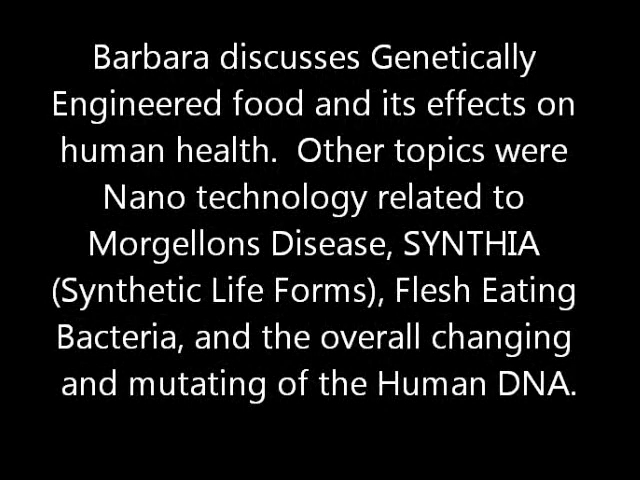 Barbara discusses Genetically
Engineered food and its effects on
human health.  Other topics were
Nano technology related to
Morgellons Disease, SYNTHIA
(Synthetic Life Forms), Flesh Eating
Bacteria, and the overall changing
and mutating of the Human DNA.